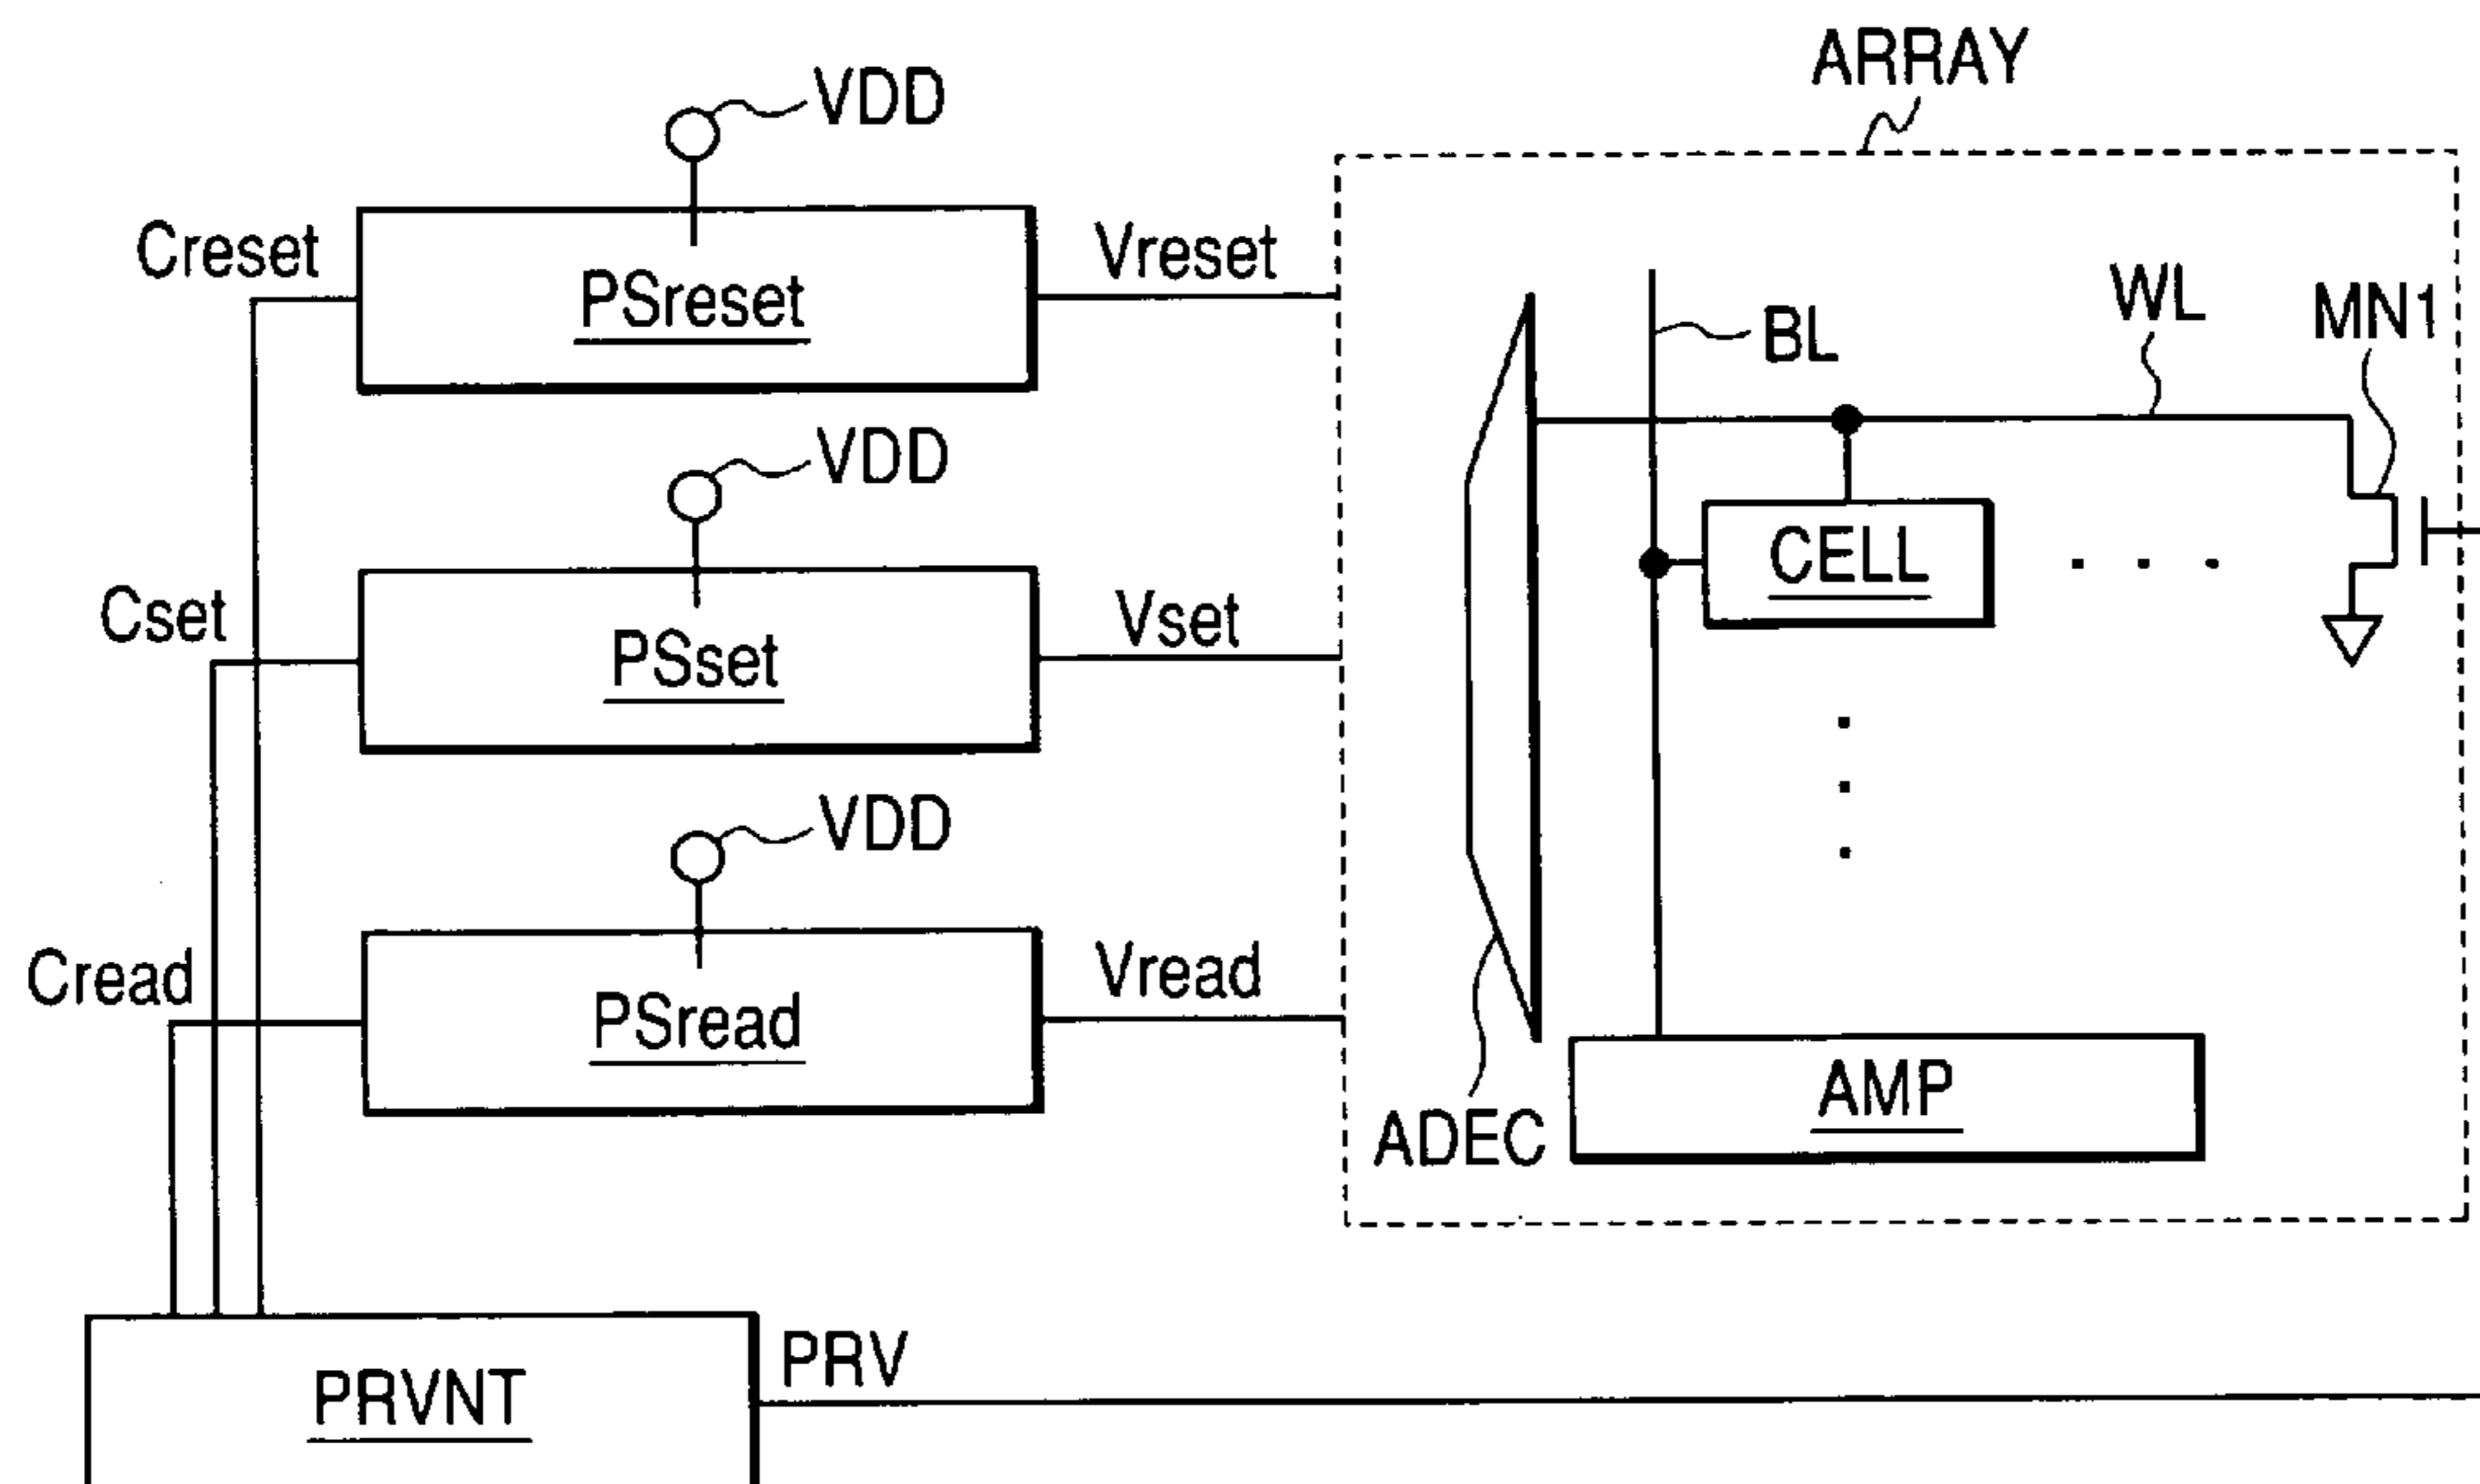 ARRAY
VDD
Creset
PSreset
Vreset
BL
WL
MN1
VDD
Cset
PSset
Vset
CELL
VDD
Cread
PSread
Vread
ADEC
AMP
PRVNT
PRV